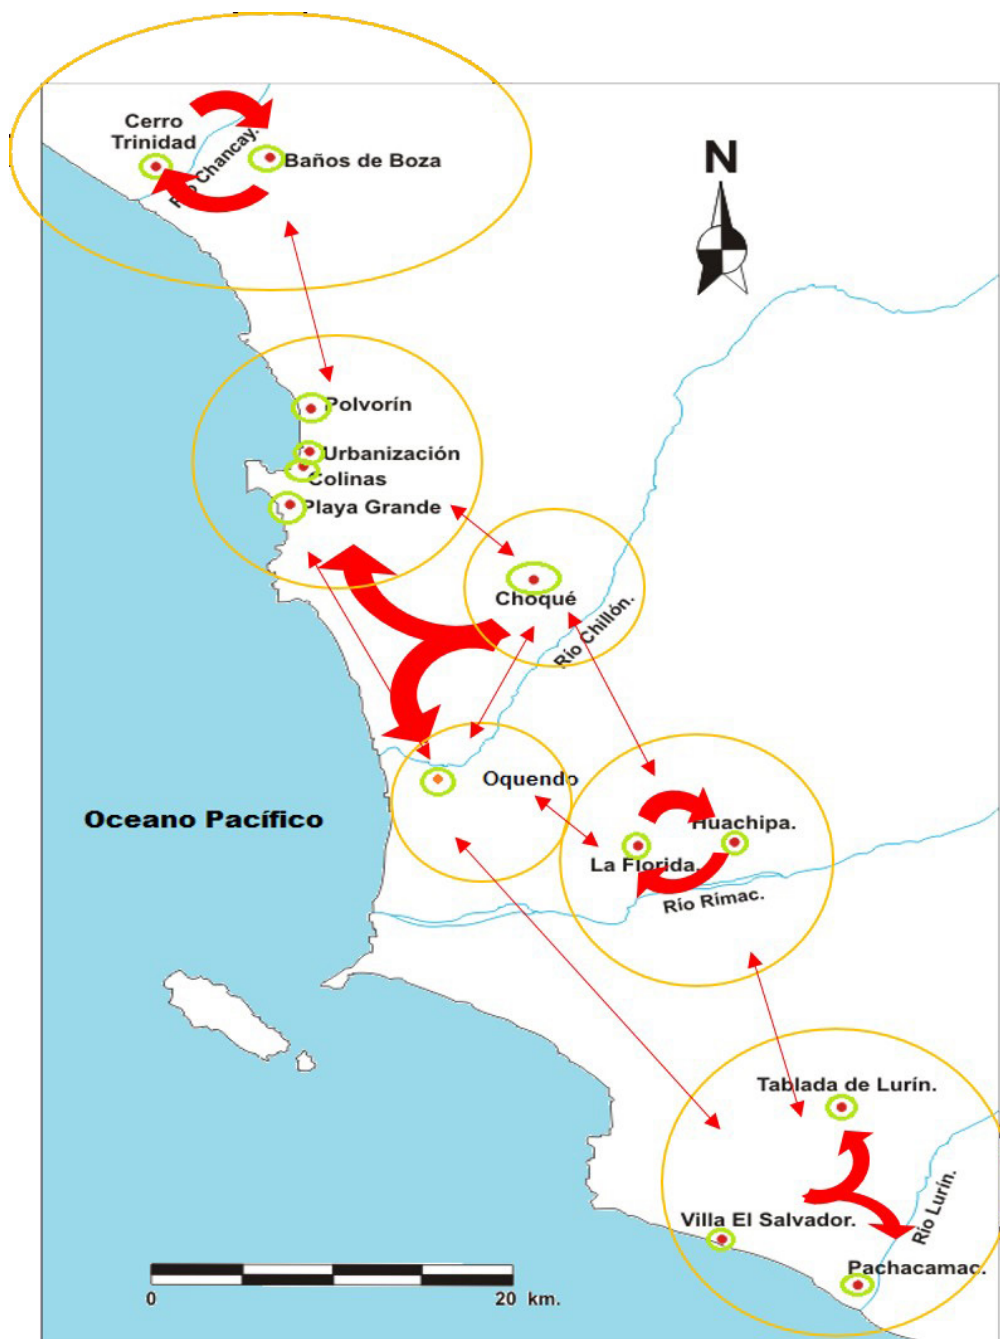 Cerro
Trinidad
Río Chancay.
Baños de Boza
N
Polvorín
Urbanización
Colinas
Playa Grande
Choqué
Río Chillón.
Oquendo
Oceano Pacífico
Huachipa.
La Florida.
Río Rímac.
Tablada de Lurín.
Río Lurín.
Villa El Salvador.
Pachacamac.
0 20 km.